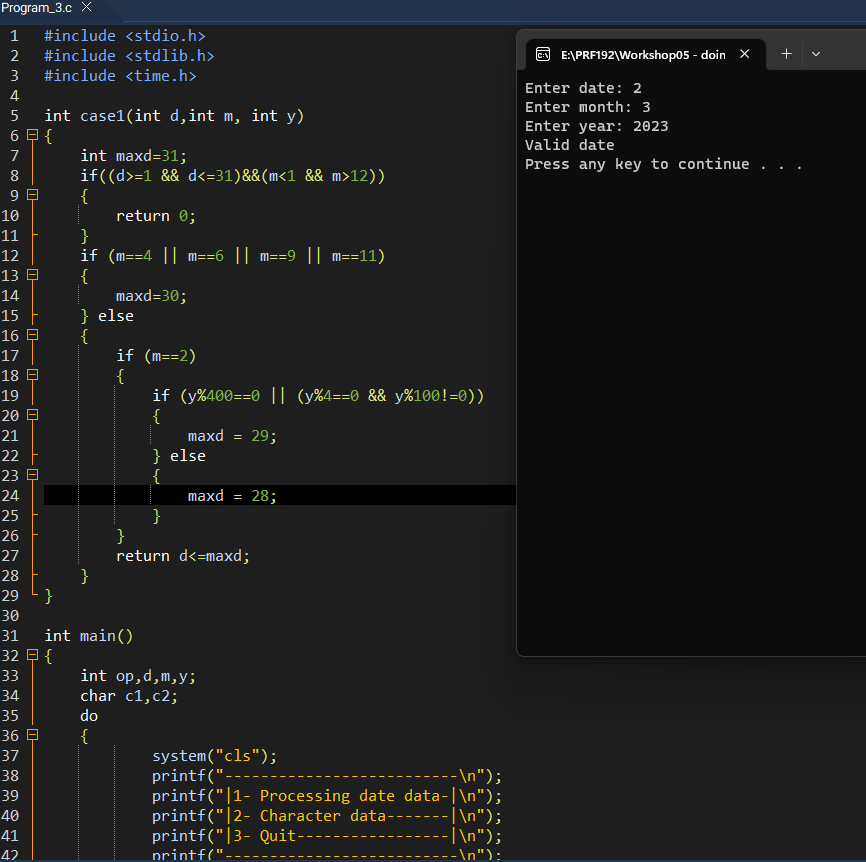 Program_3.c
1 #include <stdio.h>
2 #include <stdlib.h>
3 #include <time.h>
4
5 int case1(int d,int m, int y)
6 {
7 int maxd=31;
8 if((d>=1 && d<=31)&&(m<1 && m>12))
9 {
10 return 0;
11 }
12 if (m==4 || m==6 || m==9 || m==11)
13 {
14 maxd=30;
15 } else
16 {
17 if (m==2)
18 {
19 if (y%400==0 || (y%4==0 && y%100!=0))
20 {
21 maxd = 29;
22 } else
23 {
24 maxd = 28;
25 }
26 }
27 return d<=maxd;
28 }
29 }
30
31 int main()
32 {
33 int op,d,m,y;
34 char c1,c2;
35 do
36 {
37 system("cls");
38 printf("--------------------------\n");
39 printf("|1- Processing date data-|\n");
40 printf("|2- Character data-------|\n");
41 printf("|3- Quit-----------------|\n");
42 printf("--------------------------\n");
E:\PRF192\Workshop05 - doin
Enter date: 2
Enter month: 3
Enter year: 2023
Valid date
Press any key to continue . . .